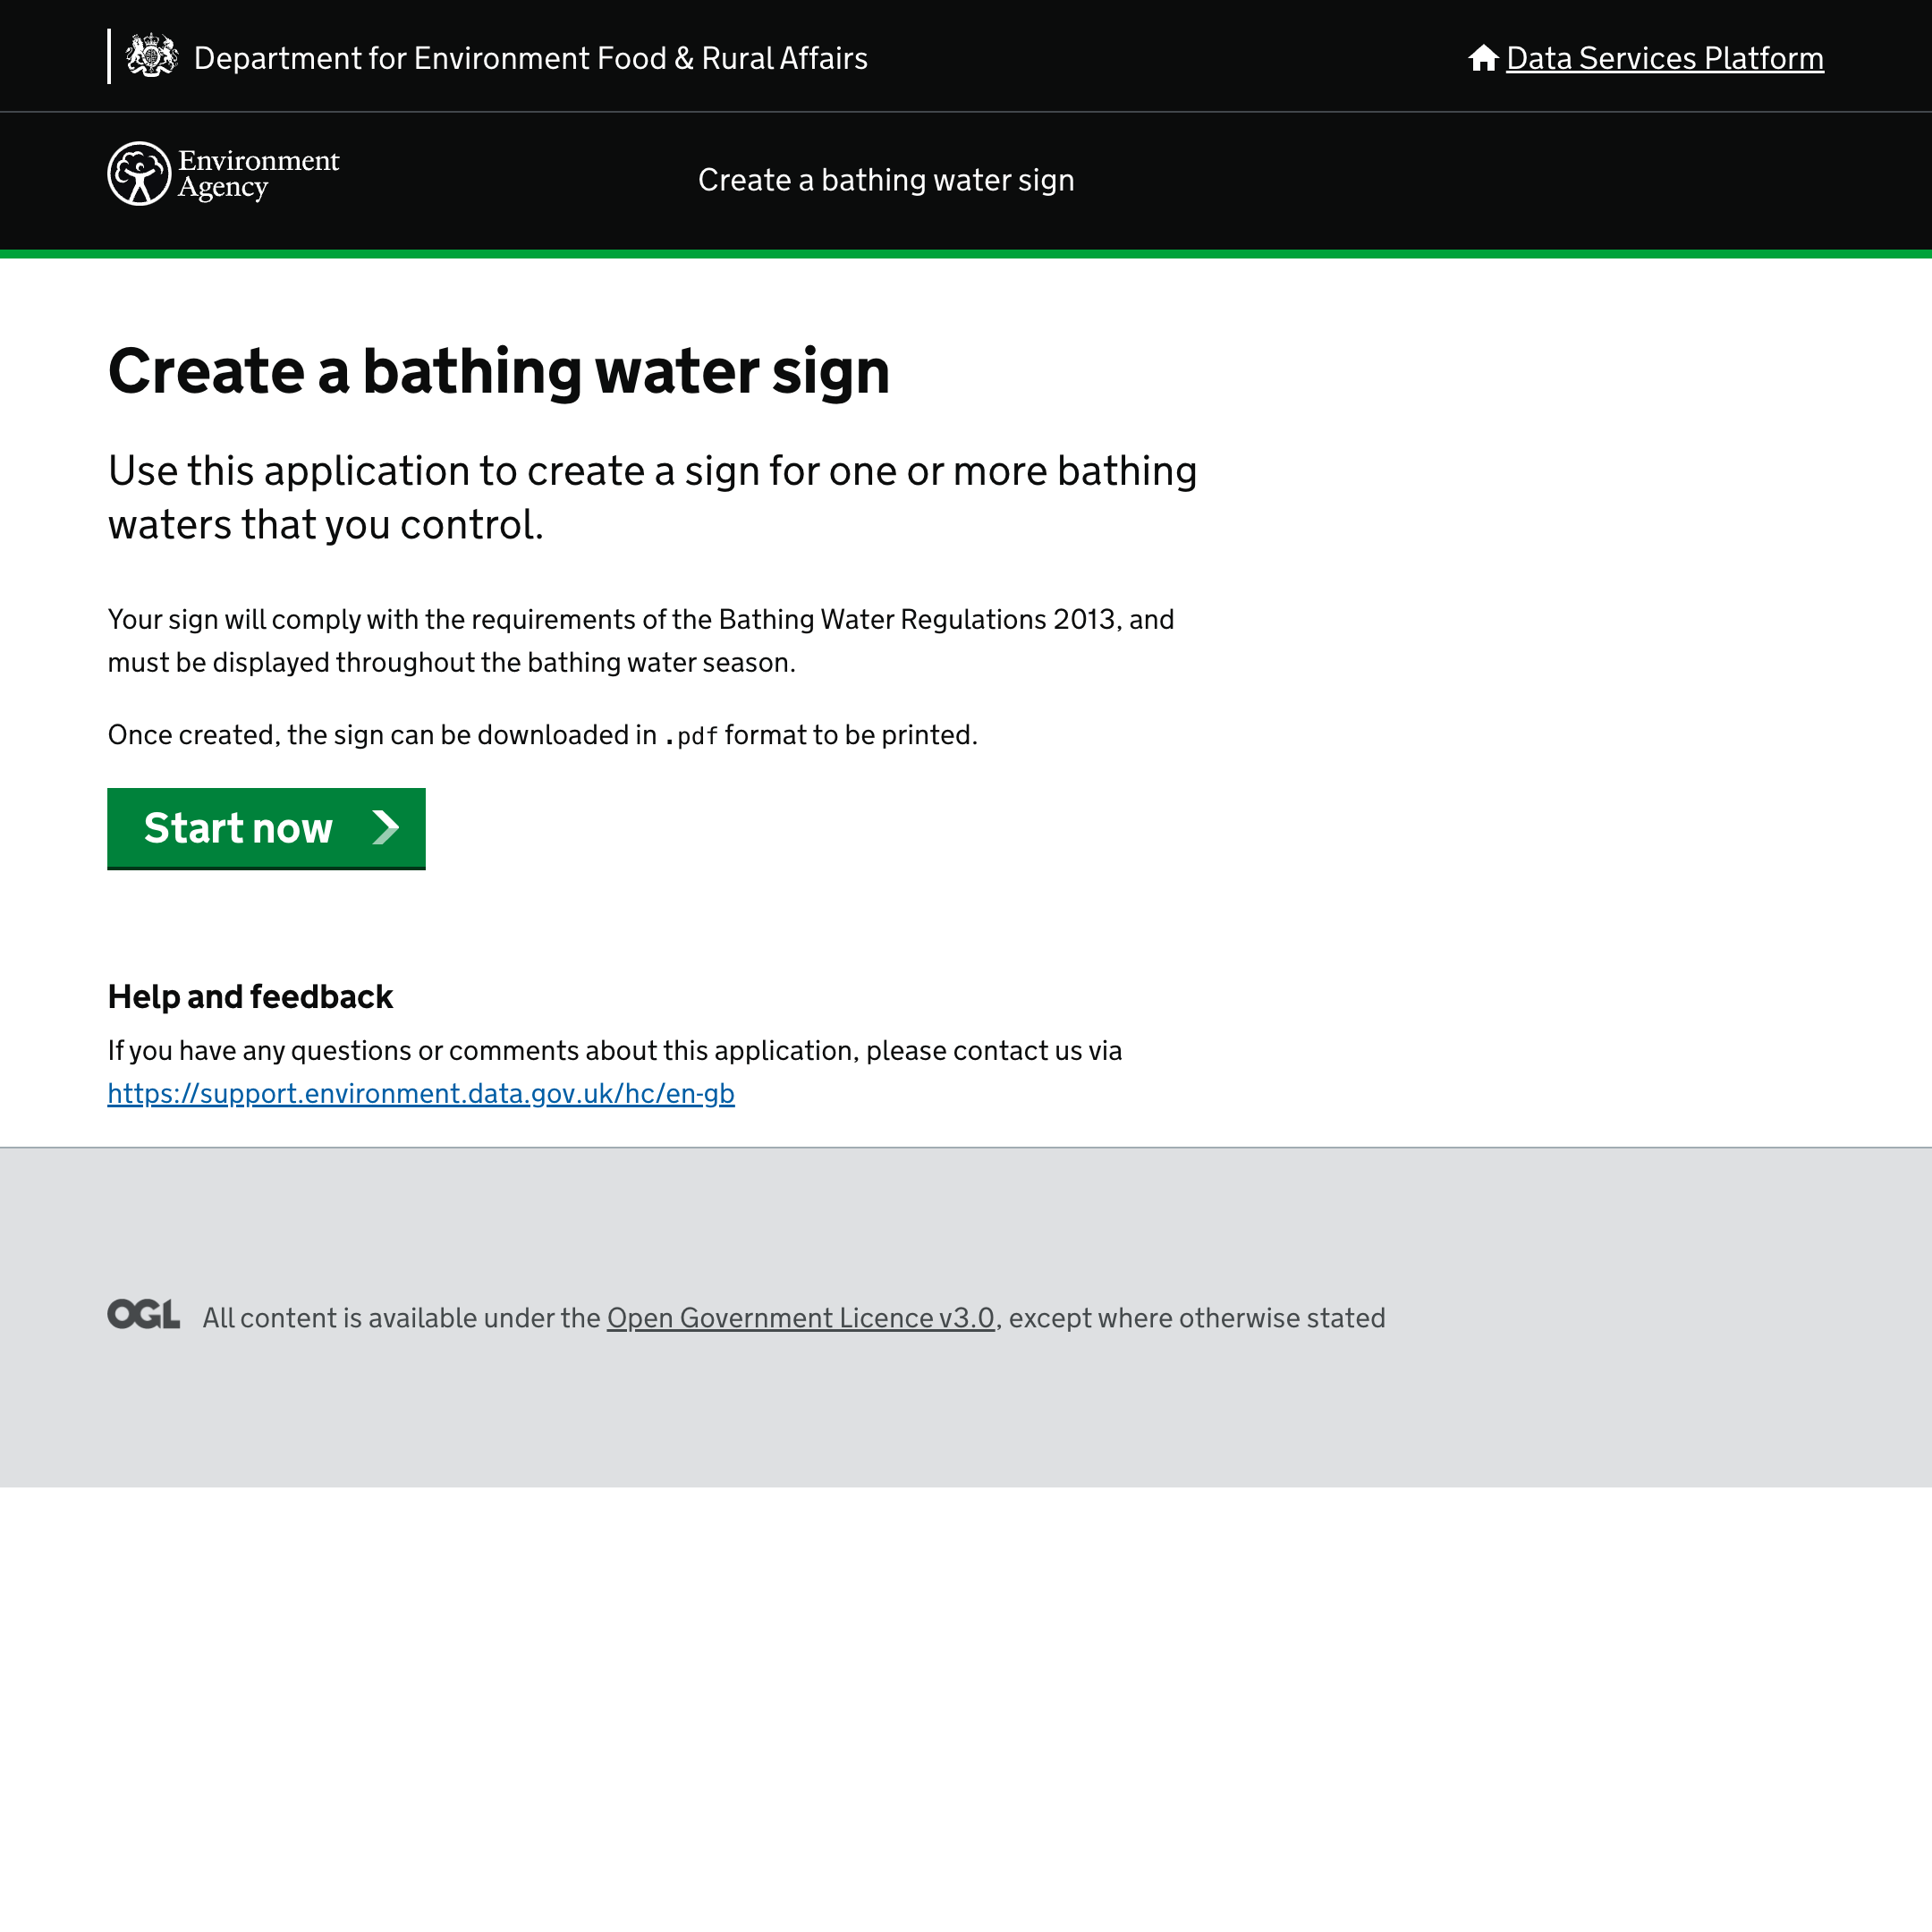 Department for Environment Food & Rural Affairs
Data Services Platform
Environment
Agency
Create a bathing water sign
Create a bathing water sign
Use this application to create a sign for one or more bathing
waters that you control.
Your sign will comply with the requirements of the Bathing Water Regulations 2013, and
must be displayed throughout the bathing water season.
Once created, the sign can be downloaded in .pdf format to be printed.
Start now
Help and feedback
If you have any questions or comments about this application, please contact us via
https://support.environment.data.gov.uk/hc/en-gb
OGL All content is available under the Open Government Licence v3.0, except where otherwise stated